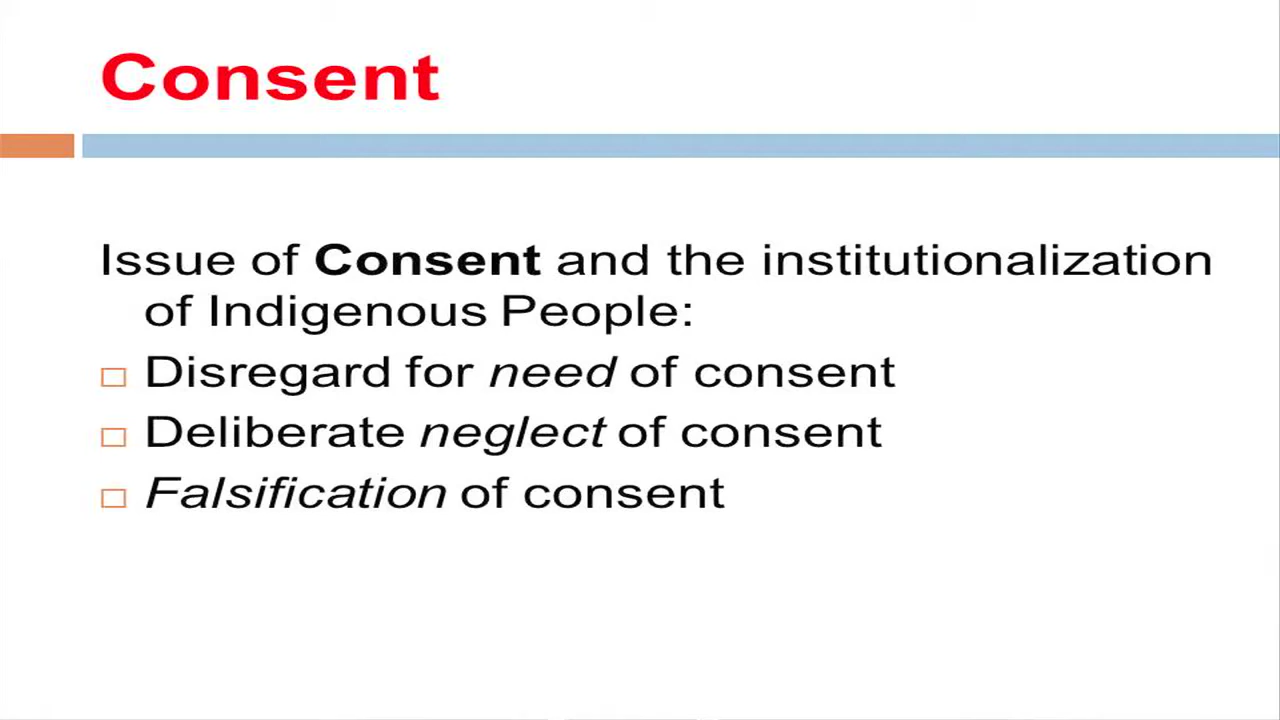 Consent
Issue of Consent and the institutionalization
of Indigenous People:
Disregard for need of consent
Deliberate neglect of consent
Falsification of consent